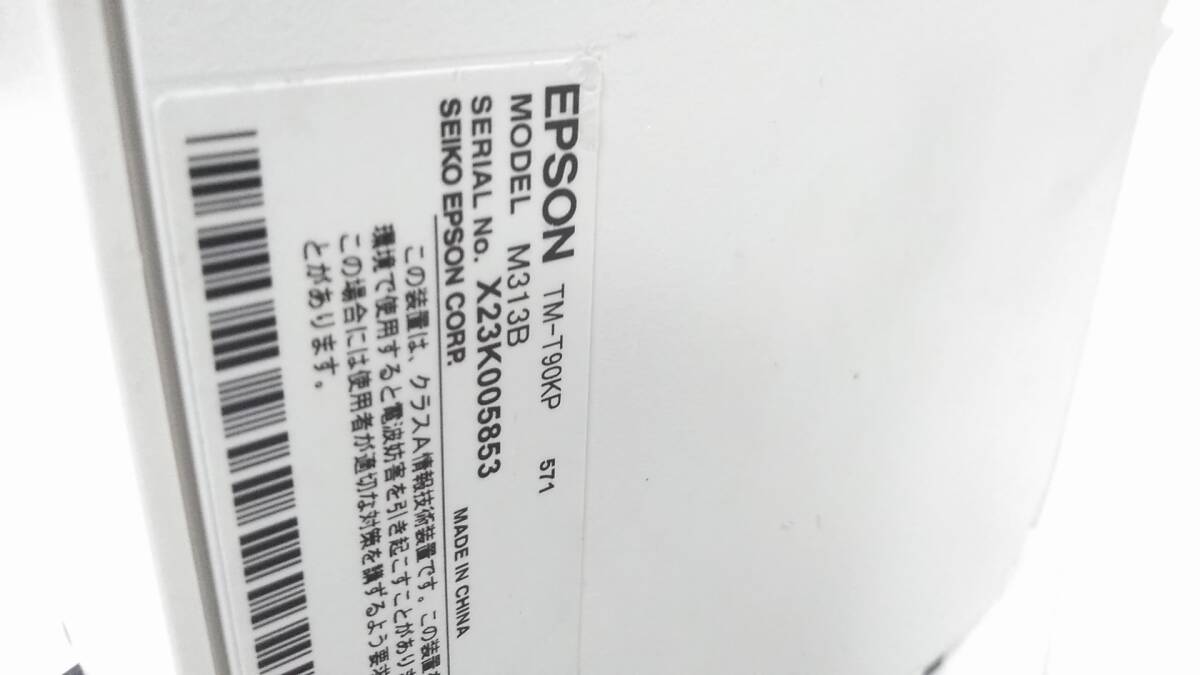 EPSON TM-T90KP 571
MODEL M313B
SERIAL No. X23K005853
SEIKO EPSON CORP. MADE IN CHINA
この装置は、クラスA情報技術装置です。この装置を
環境で使用すると電波妨害を引き起こすことがあります
この場合には使用者が適切な対策を講ずるよう要求
とがあります。